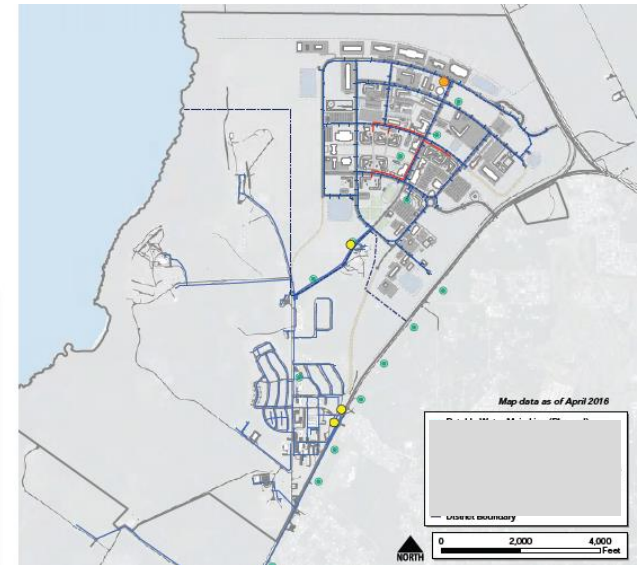 Map data as of April 2016
District Boundary
NORTH
0 2,000 4,000
Feet